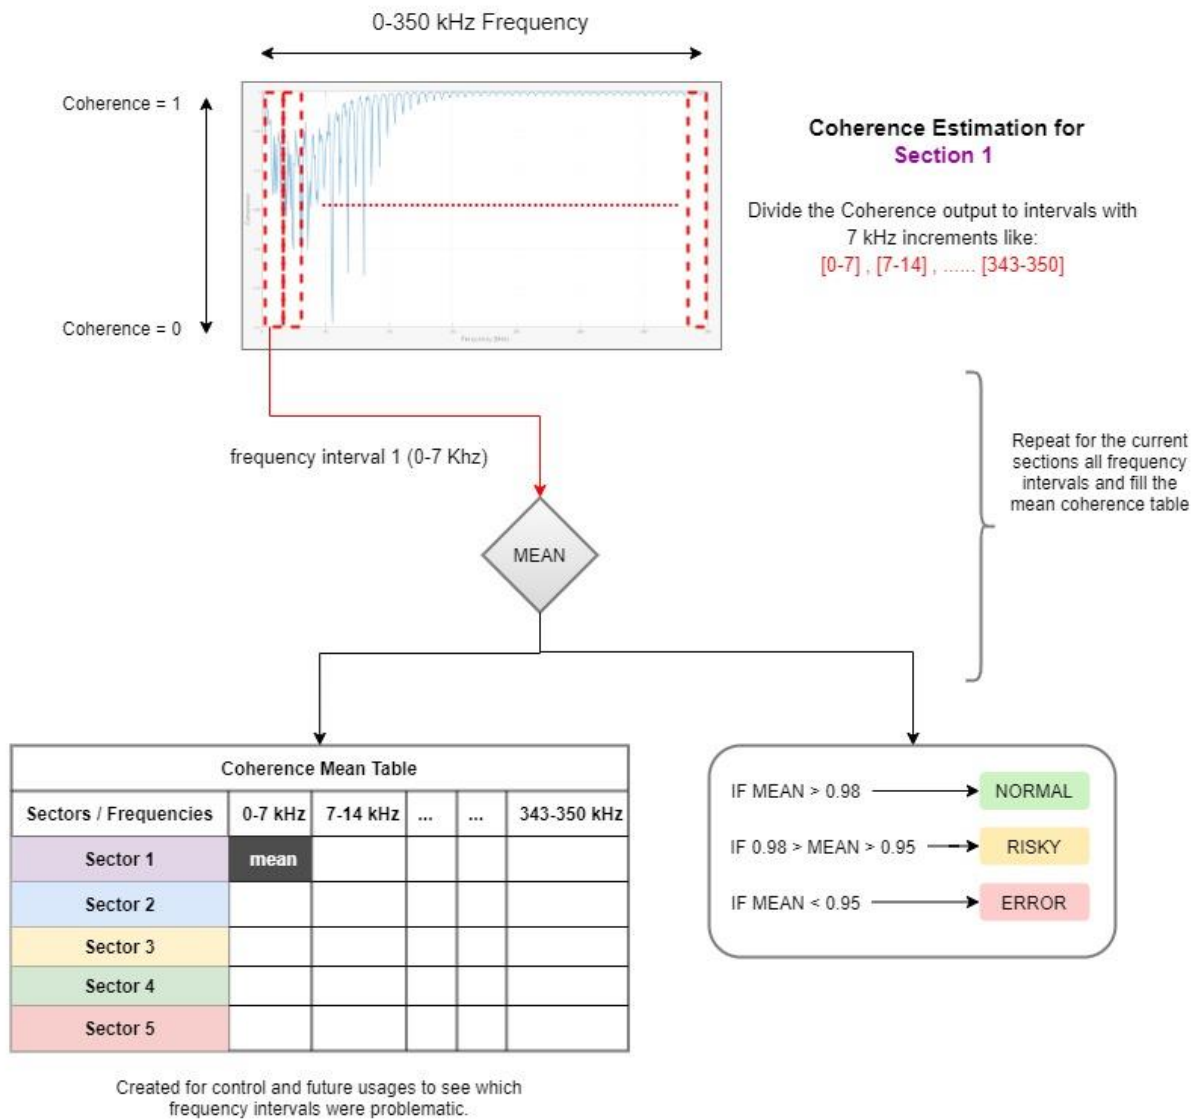 0-350 kHz Frequency
Coherence = 1
Coherence = 0
Coherence Estimation for
Section 1
Divide the Coherence output to intervals with
7 kHz increments like:
[0-7] , [7-14] , ...... [343-350]
frequency interval 1 (0-7 Khz)
Repeat for the current
sections all frequency
intervals and fill the
mean coherence table
MEAN
Coherence Mean Table
Sectors / Frequencies 0-7 kHz 7-14 kHz ... ... 343-350 kHz
Sector 1 mean
Sector 2
Sector 3
Sector 4
Sector 5
Created for control and future usages to see which
frequency intervals were problematic.
IF MEAN > 0.98 NORMAL
IF 0.98 > MEAN > 0.95 RISKY
IF MEAN < 0.95 ERROR